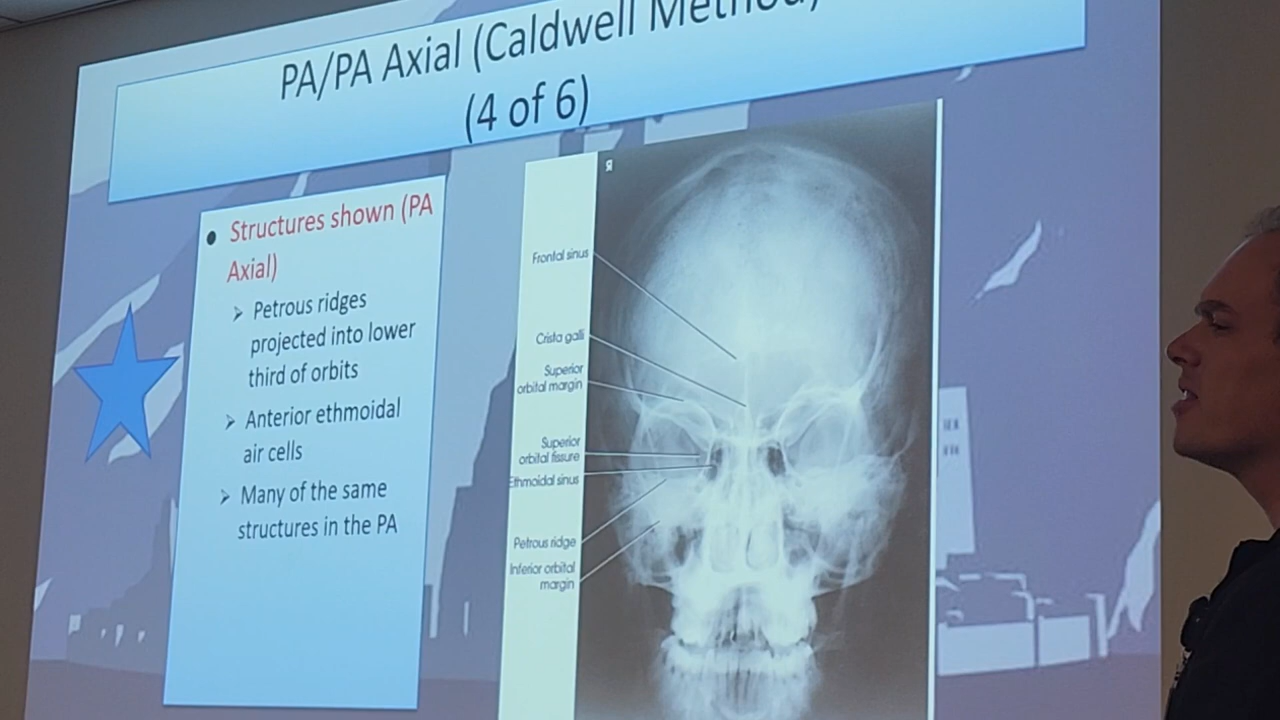 PA/PA Axial (Caldwell Method)
(4 of 6)
Structures shown (PA
Axial)
Petrous ridges
projected into lower
third of orbits
Anterior ethmoidal
air cells
Many of the same
structures in the PA
R
Frontal sinus
Crista galli
Superior
orbital margin
Superior
orbital fissure
Ethmoidal sinus
Petrous ridge
Inferior orbital
margin